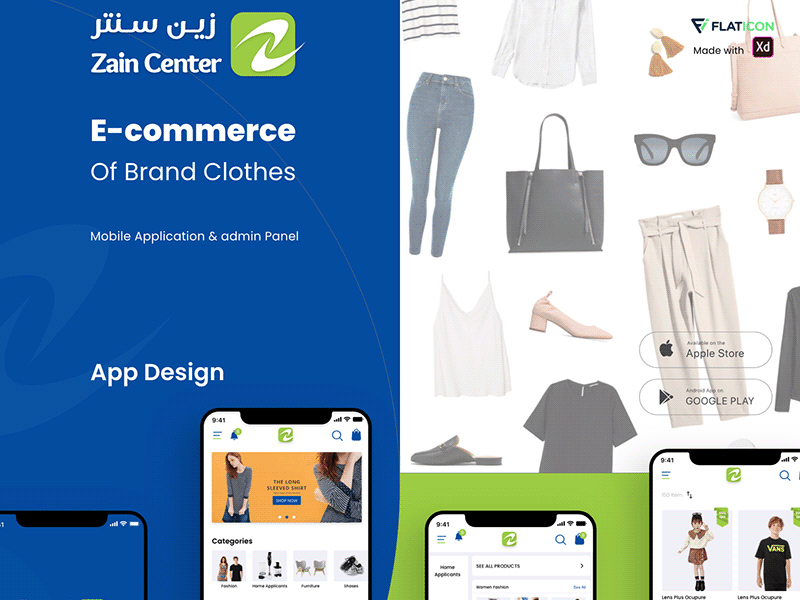 زين سنتر
Zain Center
E-commerce
Of Brand Clothes
Mobile Application & admin Panel
App Design
FLATICON
Made with Xd
Available on the
Apple Store
Android App on
GOOGLE PLAY
9:41
THE LONG
SLEEVED SHIRT
SHOP NOW
Categories
Fashion
Home Applicants
Furniture
Shoses
9:41
Home
Applicants
SEE ALL PRODUCTS
Women Fashion
See All
9:41
150 Item
VANS
Lens Plus Ocupure
Lens Plus Ocupure